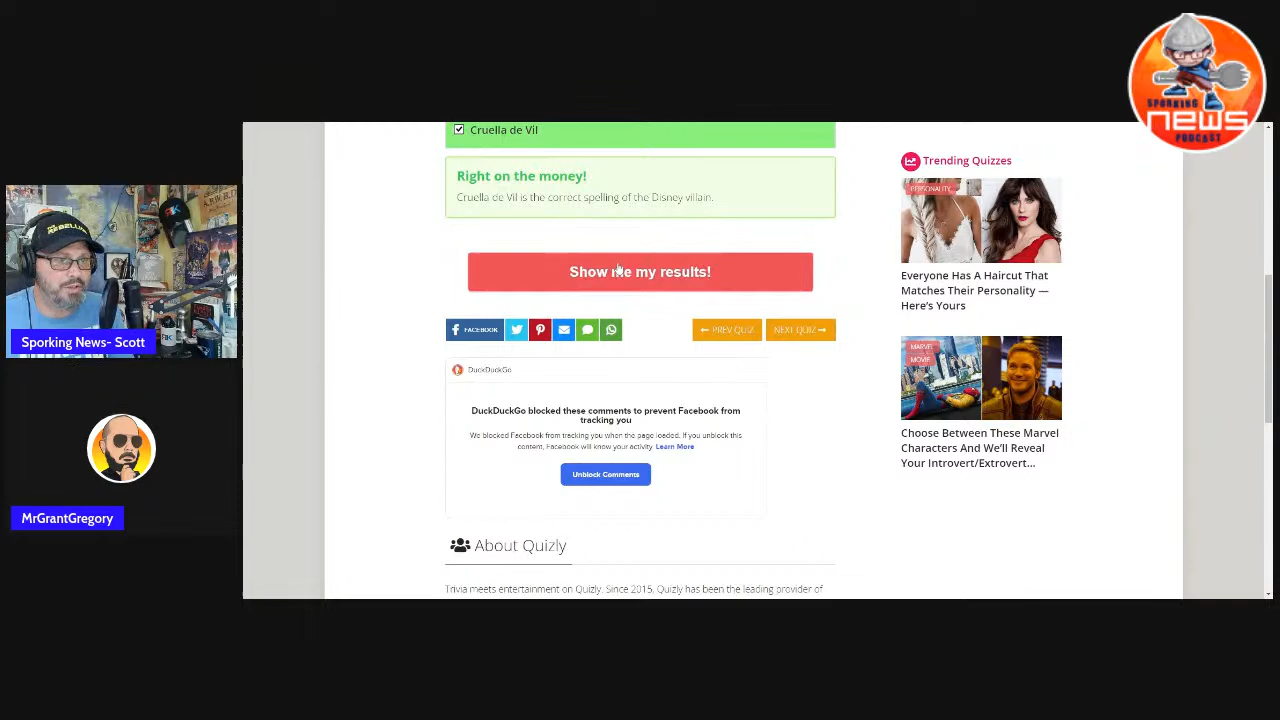 SPORKING
NEWS
PODCAST
Cruella de Vil
Right on the money!
Cruella de Vil is the correct spelling of the Disney villain.
Show me my results!
FACEBOOK
← PREV QUIZ
NEXT QUIZ →
DuckDuckGo
DuckDuckGo blocked these comments to prevent Facebook from
tracking you
We blocked Facebook from tracking you when the page loaded. If you unblock this
content, Facebook will know your activity. Learn More
Unblock Comments
About Quizly
Trivia meets entertainment on Quizly. Since 2015, Quizly has been the leading provider of
Trending Quizzes
PERSONALITY
Everyone Has A Haircut That
Matches Their Personality —
Here's Yours
MARVEL
MOVIE
Choose Between These Marvel
Characters And We'll Reveal
Your Introvert/Extrovert...
Sporking News- Scott
MrGrantGregory